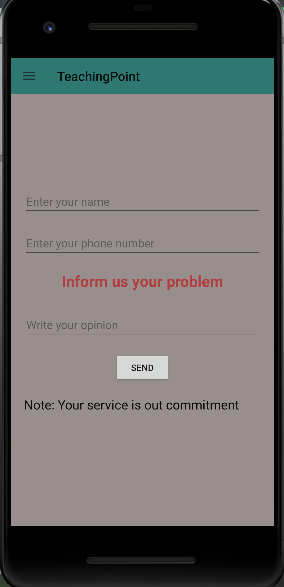 TeachingPoint
Enter your name
Enter your phone number
Inform us your problem
Write your opinion
SEND
Note: Your service is out commitment